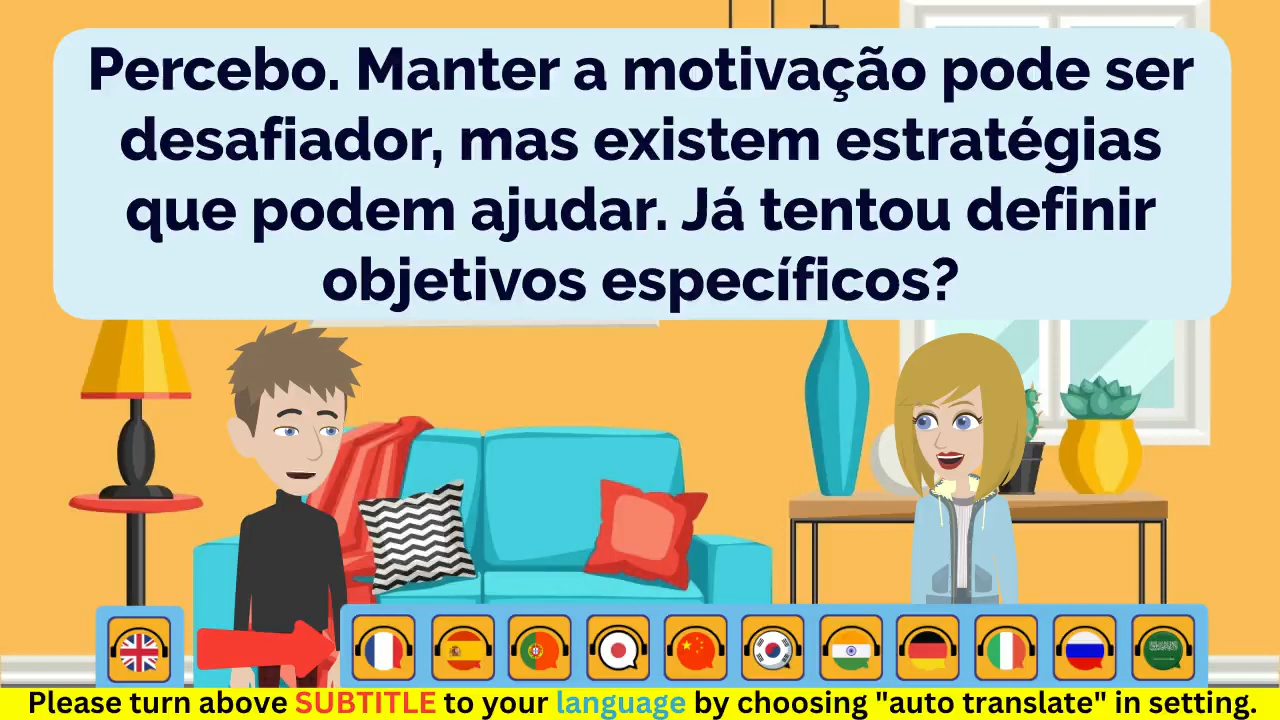 Percebo. Manter a motivação pode ser
desafiador, mas existem estratégias
que podem ajudar. Já tentou definir
objetivos específicos?
Please turn above SUBTITLE to your language by choosing "auto translate" in setting.